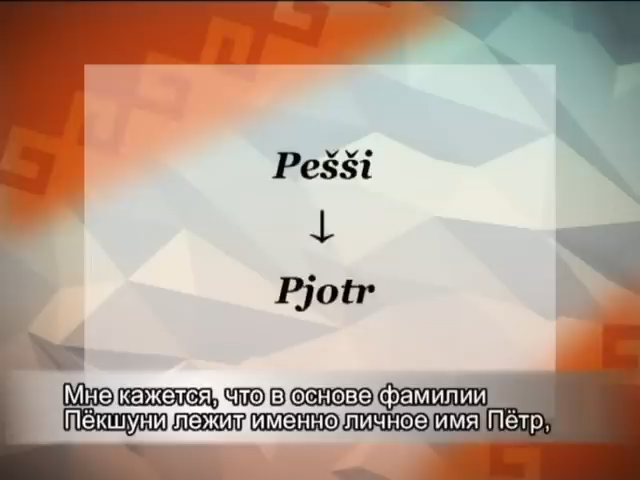 Pešši
↓
Pjotr
Мне кажется, что в основе фамилии
Пёкшуни лежит именно личное имя Пётр,